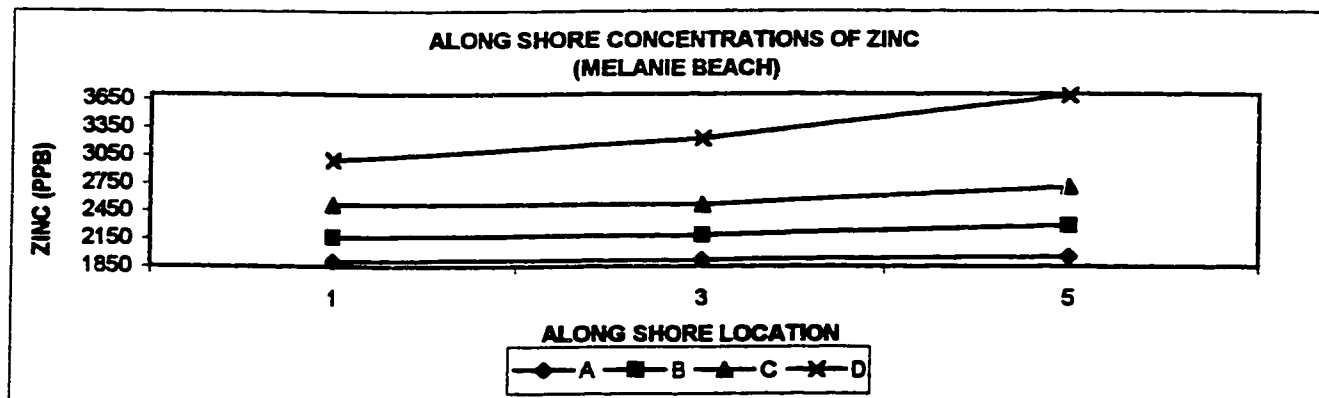 ALONG SHORE CONCENTRATIONS OF ZINC
(MELANIE BEACH)
ZINC (PPB)
3650
3350
3050
2750
2450
2150
1850
1 3 5
ALONG SHORE LOCATION
A B C D